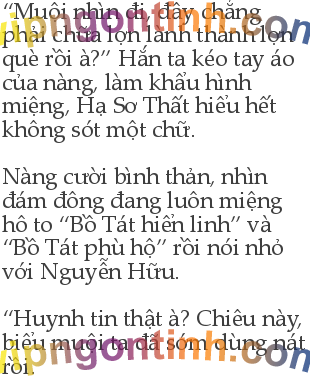 “Muội nhìn đi, đây chẳng
phải chữa lợn lành thành lợn
què rồi à?” Hắn ta kéo tay áo
của nàng, làm khẩu hình
miệng, Hạ Sơ Thất hiểu hết
không sót một chữ.
Nàng cười bình thản, nhìn
đám đông đang luôn miệng
hô to “Bồ Tát hiển linh” và
“Bồ Tát phù hộ” rồi nói nhỏ
với Nguyễn Hữu.
“Huynh tin thật à? Chiêu này,
biểu muội ta đã sớm dùng nát
rồi.
vipngontinh.com
vipngontinh.com